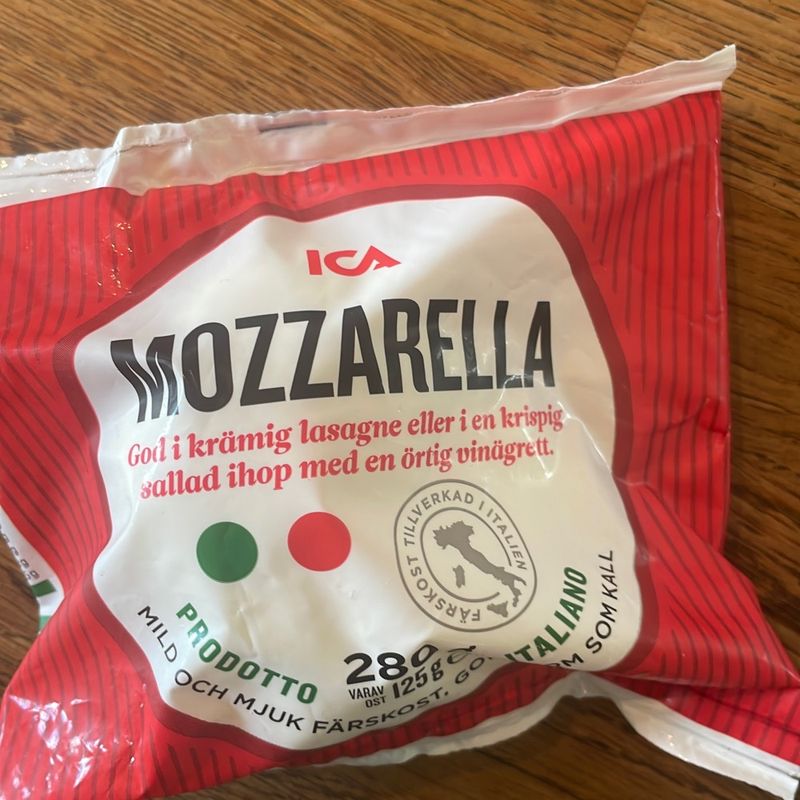 ICA
MOZZARELLA
God i krämig lasagne eller i en krispig
sallad ihop med en örtig vinägrett.
FÄRSKOST TILLVERKAD I ITALIEN
PRODOTTO
ITALIANO
280
VARAV
OST 125g
MILD OCH MJUK FÄRSKOST. SOM KALL